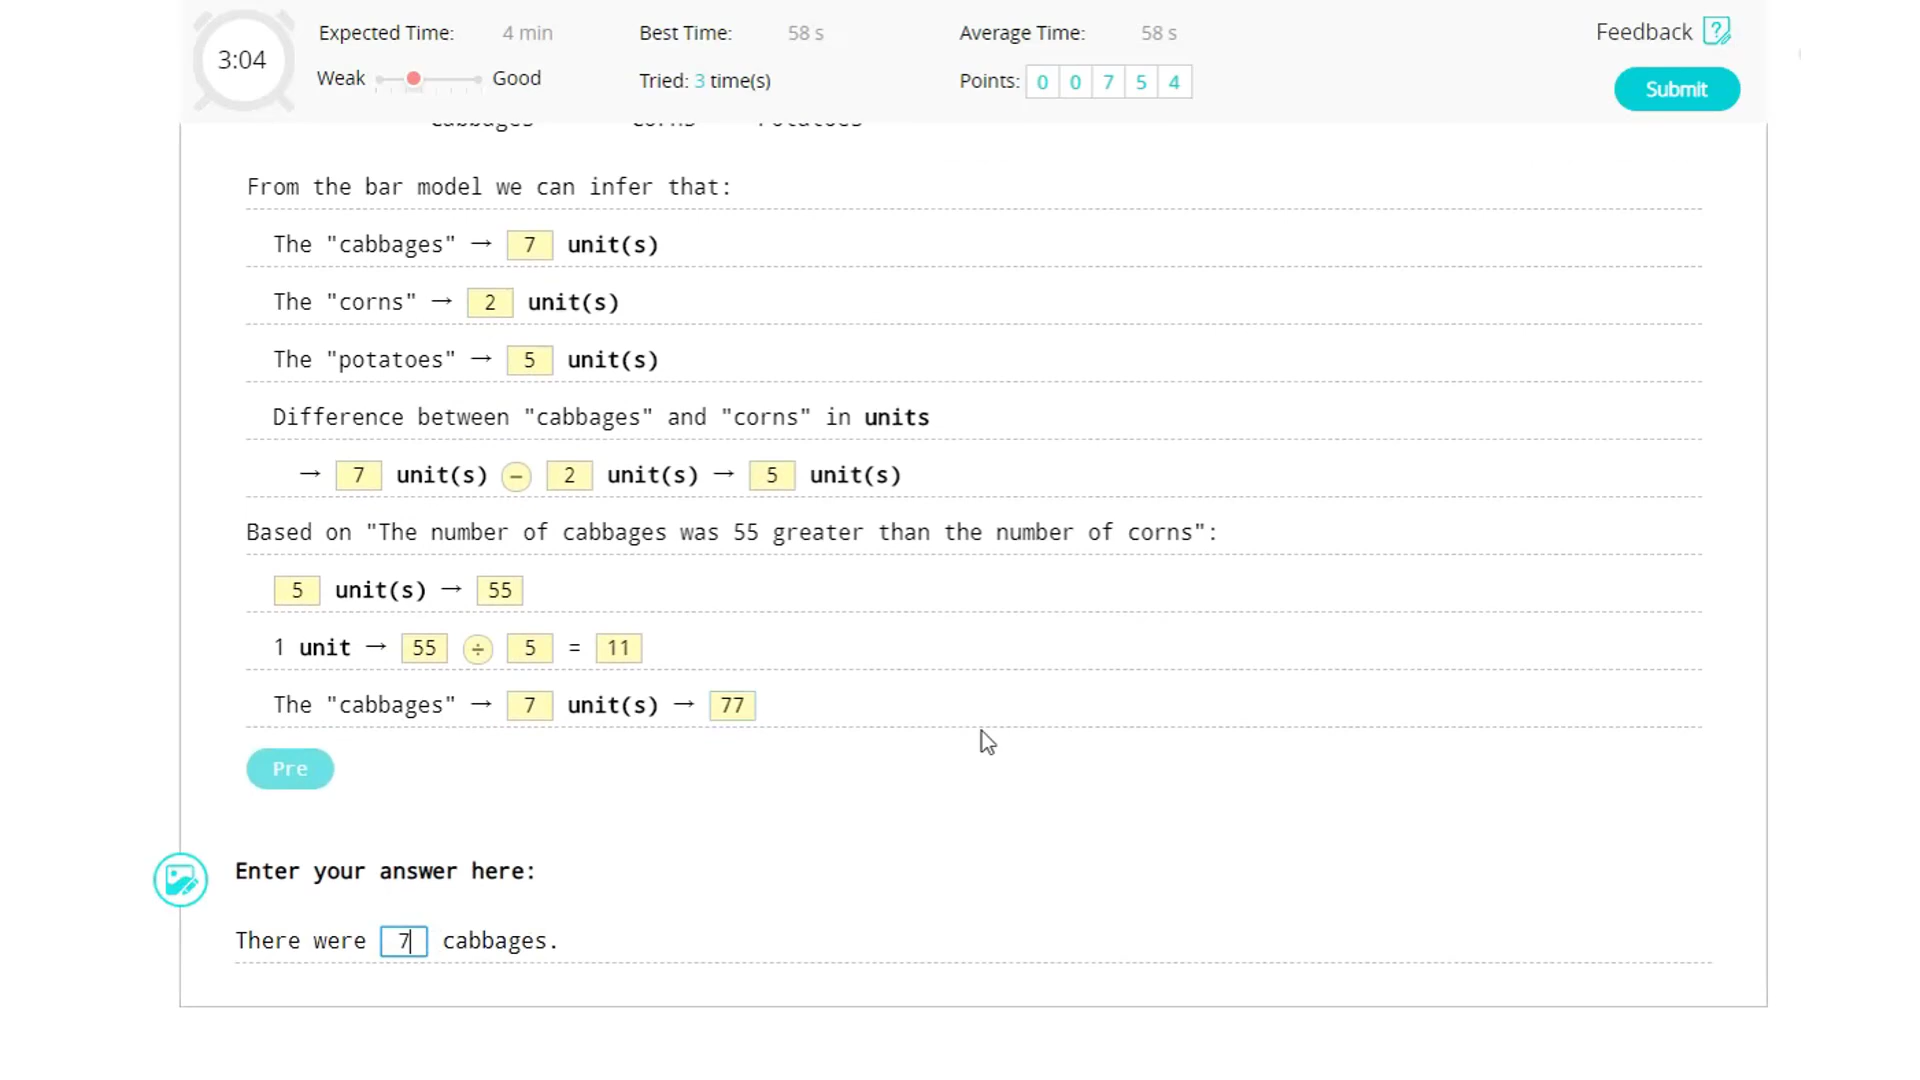 3:04
Expected Time: 4 min
Best Time: 58 s
Average Time: 58 s
Feedback
Weak Good
Tried: 3 time(s)
Points: 0 0 7 5 4
Submit
Cabbages Corns Potatoes
From the bar model we can infer that:
The "cabbages" → 7 unit(s)
The "corns" → 2 unit(s)
The "potatoes" → 5 unit(s)
Difference between "cabbages" and "corns" in units
→ 7 unit(s) − 2 unit(s) → 5 unit(s)
Based on "The number of cabbages was 55 greater than the number of corns":
5 unit(s) → 55
1 unit → 55 ÷ 5 = 11
The "cabbages" → 7 unit(s) → 77
Pre
Enter your answer here:
There were 7 cabbages.